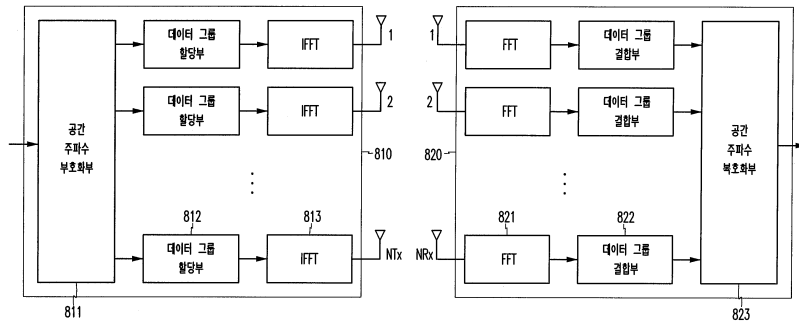 공간
주파수
부호화부
811
데이터 그룹
할당부
IFFT
1
데이터 그룹
할당부
IFFT
2
810
812
데이터 그룹
할당부
813
IFFT
NTx
1
FFT
데이터 그룹
결합부
2
FFT
데이터 그룹
결합부
820
NRx
821
FFT
822
데이터 그룹
결합부
공간
주파수
복호화부
823